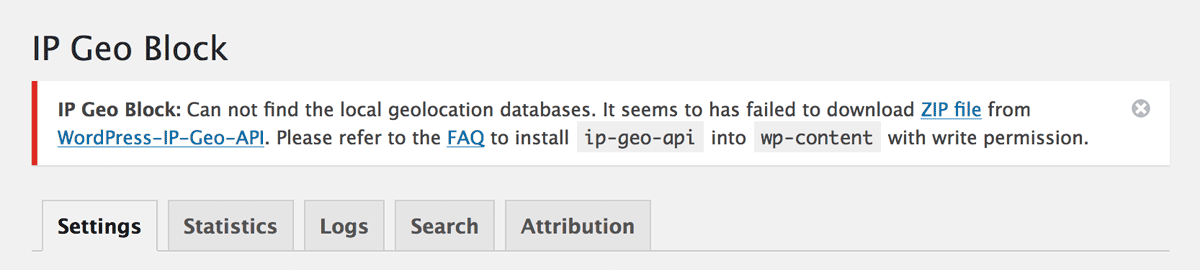 IP Geo Block
IP Geo Block: Can not find the local geolocation databases. It seems to has failed to download ZIP file from
WordPress-IP-Geo-API. Please refer to the FAQ to install ip-geo-api into wp-content with write permission.
Settings Statistics Logs Search Attribution